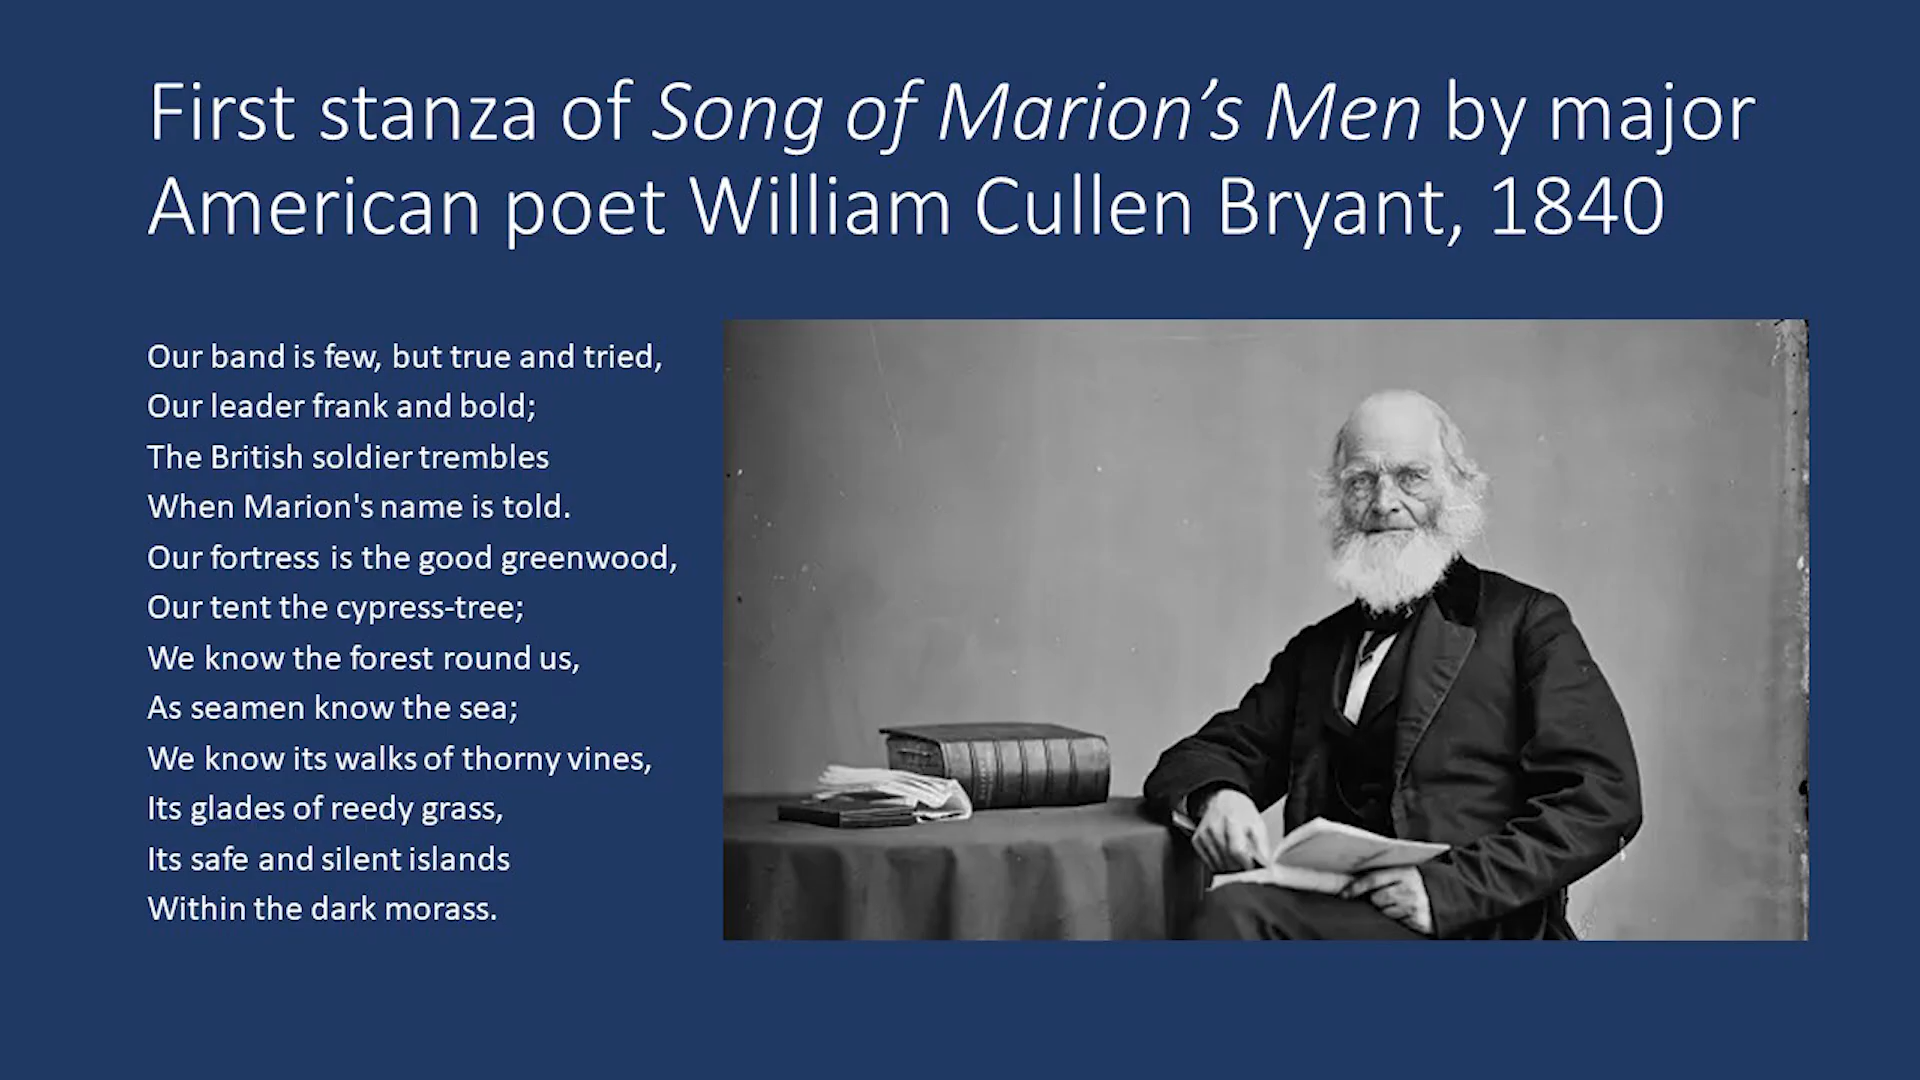 First stanza of Song of Marion’s Men by major
American poet William Cullen Bryant, 1840
Our band is few, but true and tried,
Our leader frank and bold;
The British soldier trembles
When Marion's name is told.
Our fortress is the good greenwood,
Our tent the cypress-tree;
We know the forest round us,
As seamen know the sea;
We know its walks of thorny vines,
Its glades of reedy grass,
Its safe and silent islands
Within the dark morass.